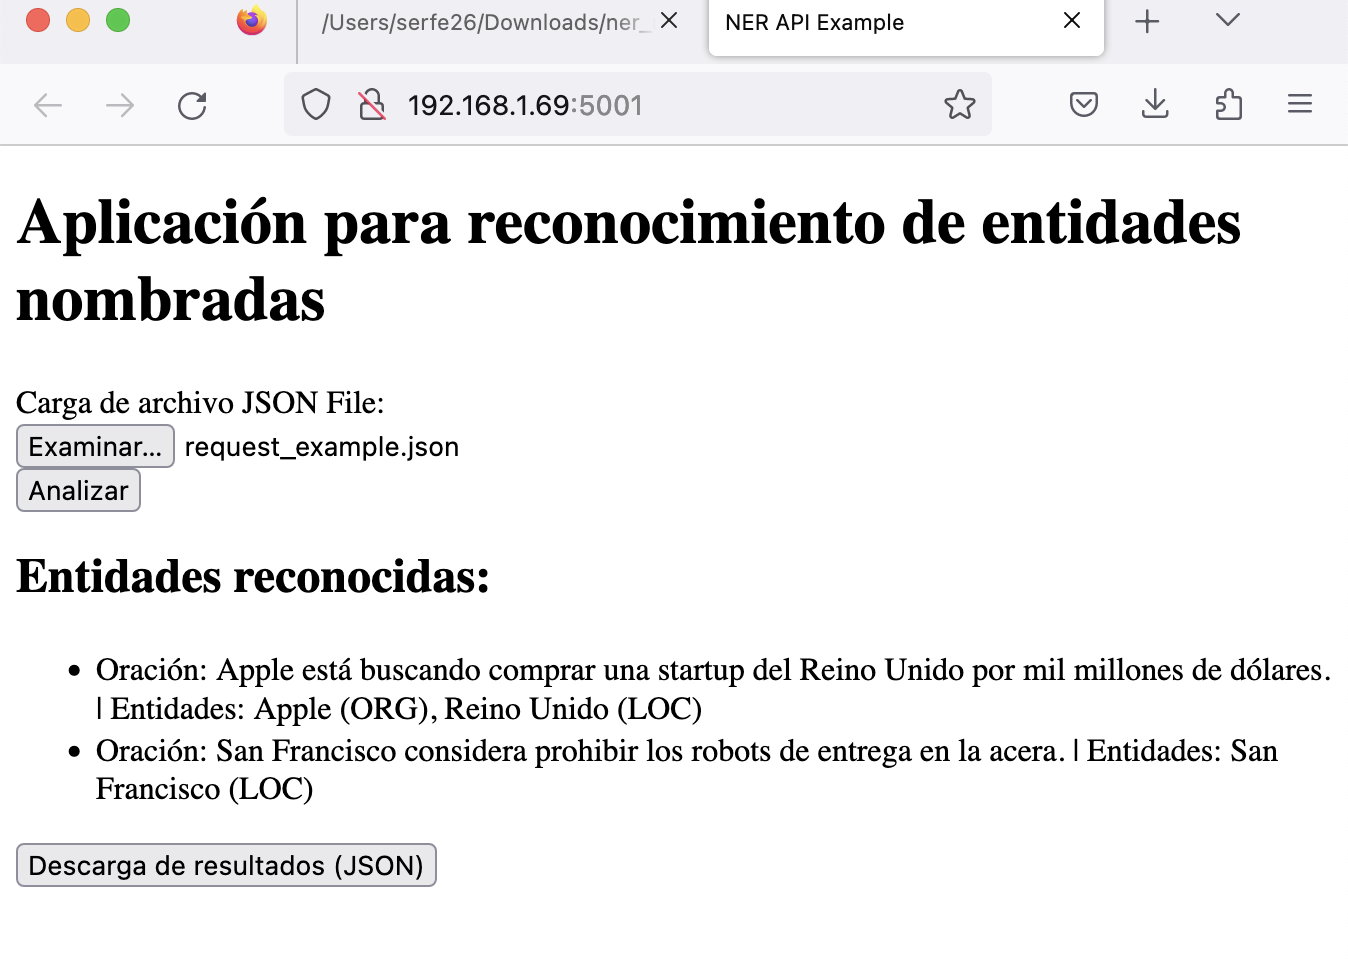 /Users/serfe26/Downloads/ner_
NER API Example
192.168.1.69:5001
Aplicación para reconocimiento de entidades
nombradas
Carga de archivo JSON File:
Examinar... request_example.json
Analizar
Entidades reconocidas:
• Oración: Apple está buscando comprar una startup del Reino Unido por mil millones de dólares.
| Entidades: Apple (ORG), Reino Unido (LOC)
• Oración: San Francisco considera prohibir los robots de entrega en la acera. | Entidades: San
Francisco (LOC)
Descarga de resultados (JSON)